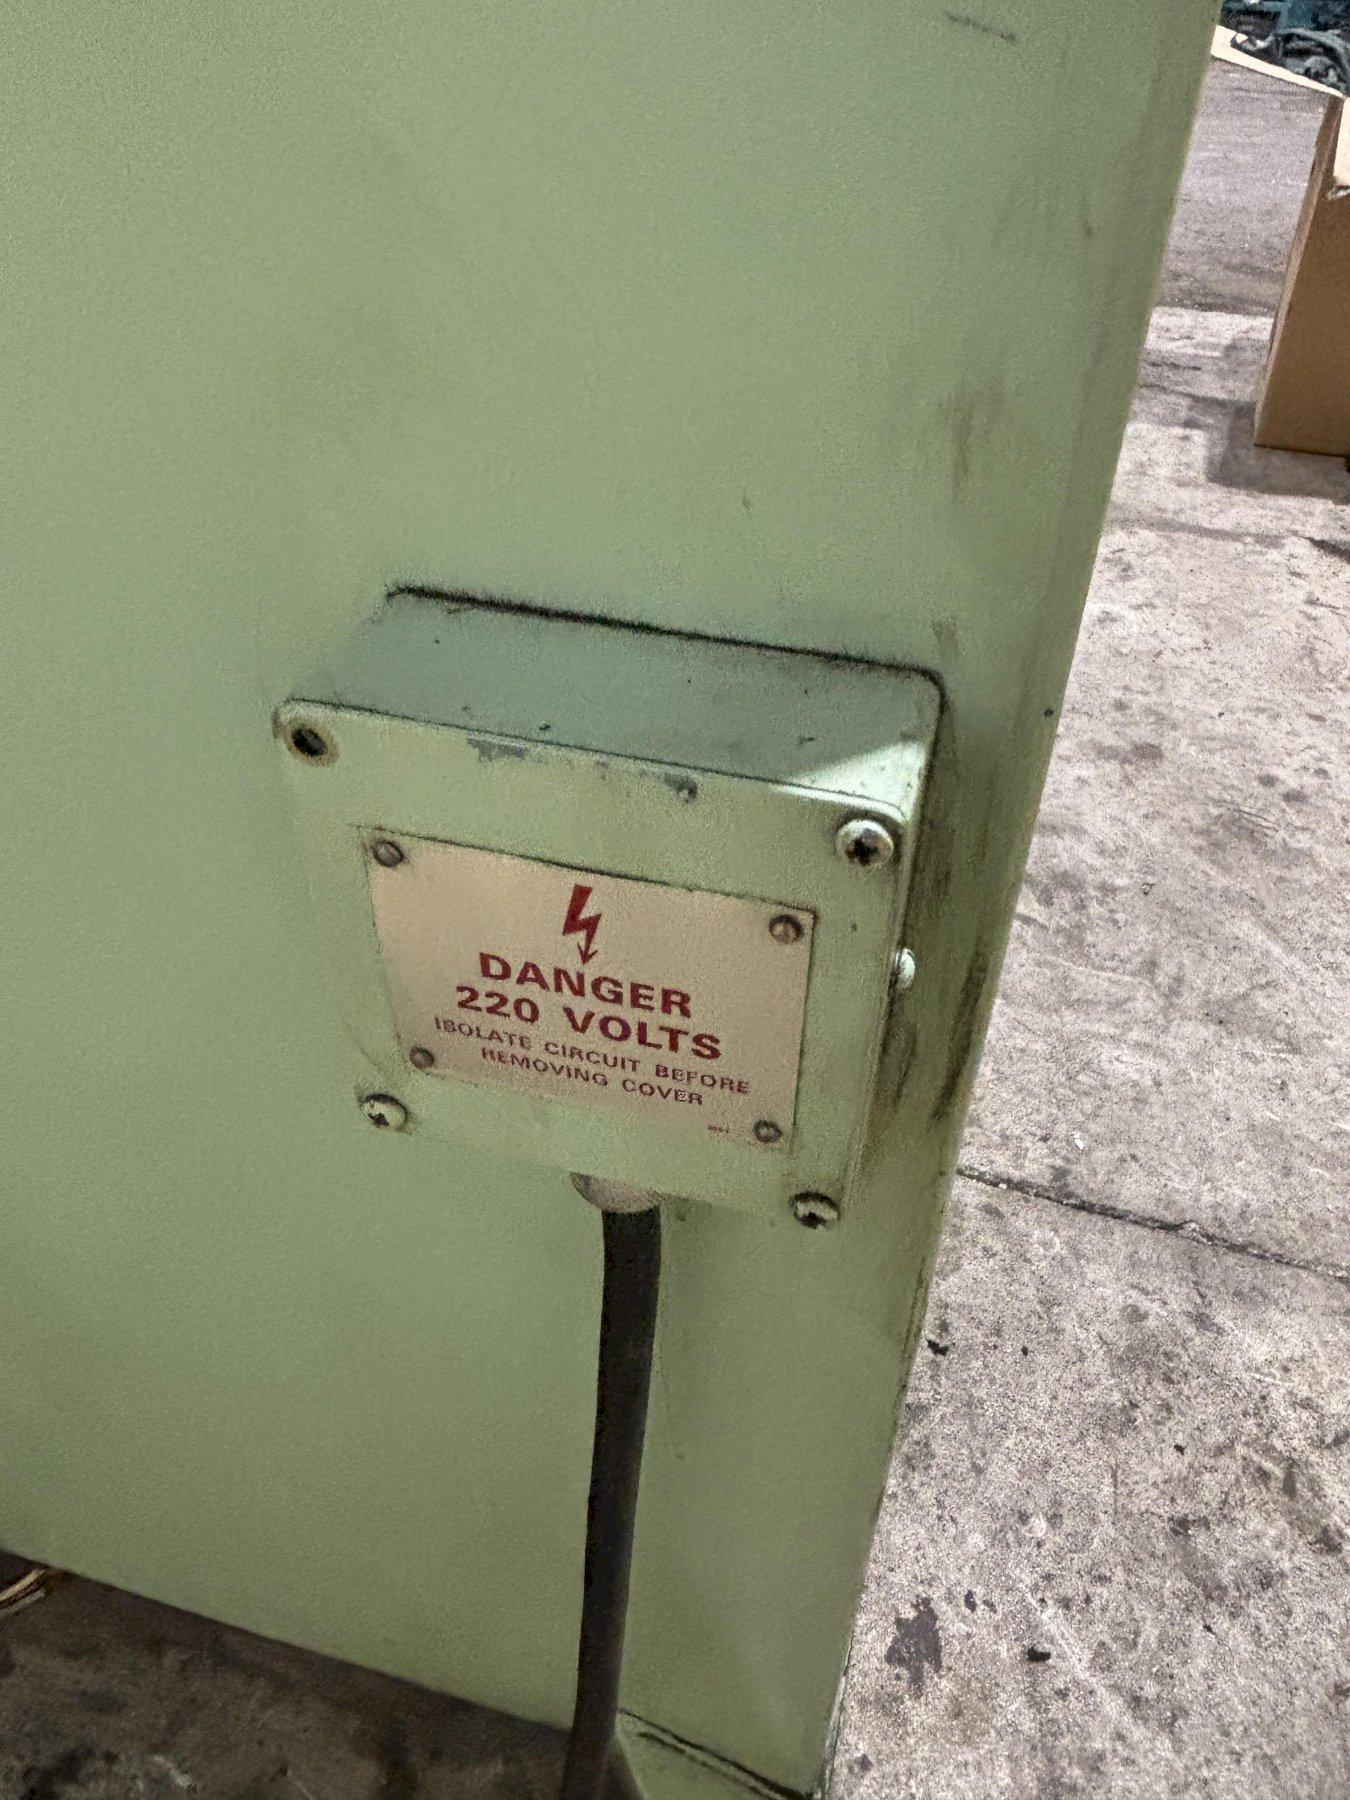 DANGER
220 VOLTS
ISOLATE CIRCUIT BEFORE
REMOVING COVER